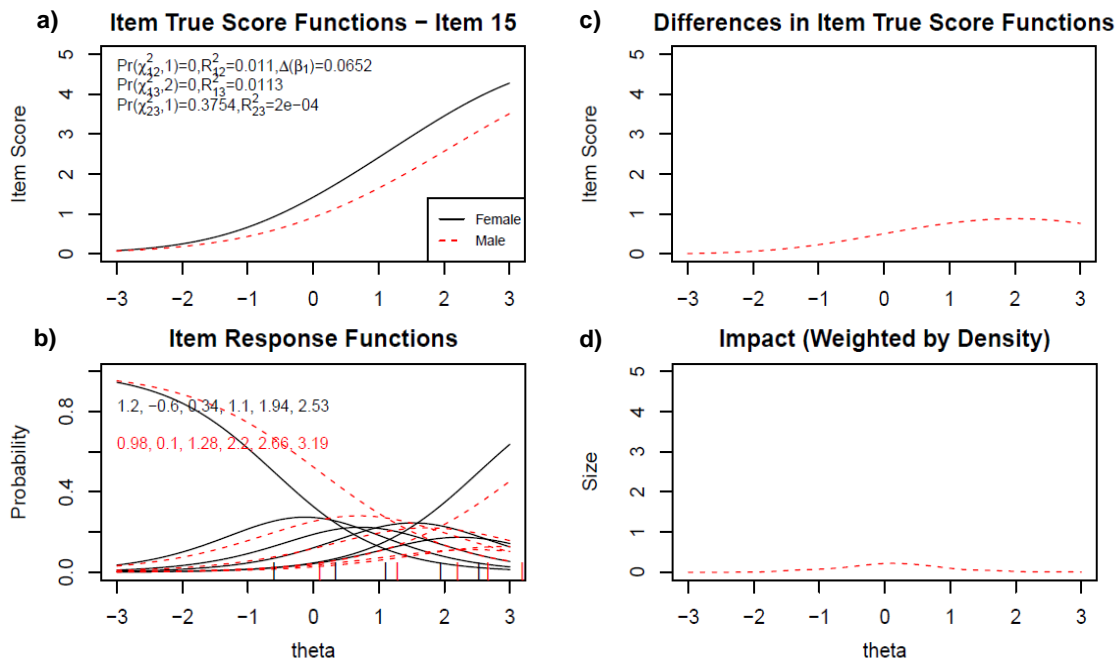 a) Item True Score Functions − Item 15
Pr(χ²₁₂,1)=0,R²₁₂=0.011,Δ(β₁)=0.0652
Pr(χ²₁₃,2)=0,R²₁₃=0.0113
Pr(χ²₂₃,1)=0.3754,R²₂₃=2e−04
Item Score
5
4
3
2
1
0
Female
Male
−3 −2 −1 0 1 2 3
c) Differences in Item True Score Functions
Item Score
5
4
3
2
1
0
−3 −2 −1 0 1 2 3
b) Item Response Functions
1.2, −0.6, 0.34, 1.1, 1.94, 2.53
0.98, 0.1, 1.28, 2.2, 2.66, 3.19
Probability
0.8
0.4
0.0
−3 −2 −1 0 1 2 3
theta
d) Impact (Weighted by Density)
Size
5
4
3
2
1
0
−3 −2 −1 0 1 2 3
theta